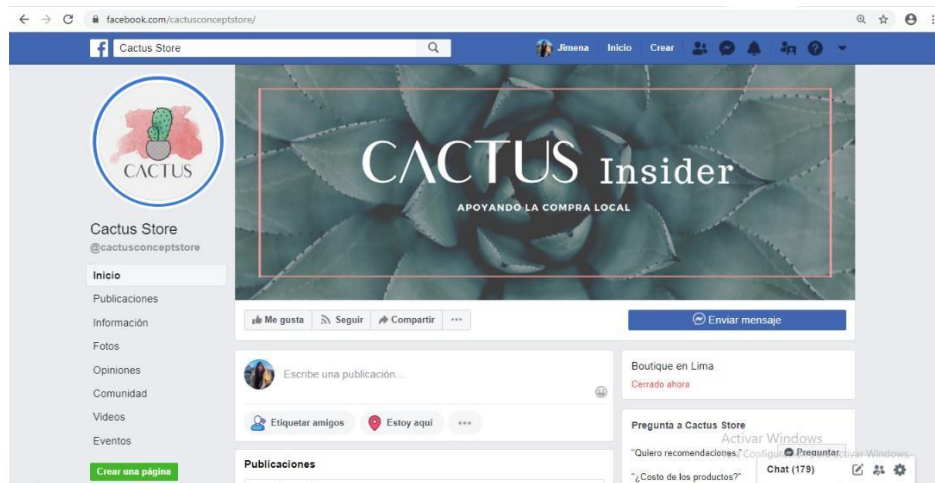 facebook.com/cactusconceptstore/
Cactus Store
Jimena Inicio Crear
CACTUS
CACTUS Insider
APOYANDO LA COMPRA LOCAL
Cactus Store
@cactusconceptstore
Inicio
Publicaciones
Información
Fotos
Opiniones
Comunidad
Videos
Eventos
Crear una página
Me gusta Seguir Compartir
Enviar mensaje
Escribe una publicación...
Etiquetar amigos Estoy aquí
Publicaciones
Boutique en Lima
Cerrado ahora
Pregunta a Cactus Store
Activar Windows
"Quiero recomendaciones." Preguntar
Chat (179)
"¿Costo de los productos?"